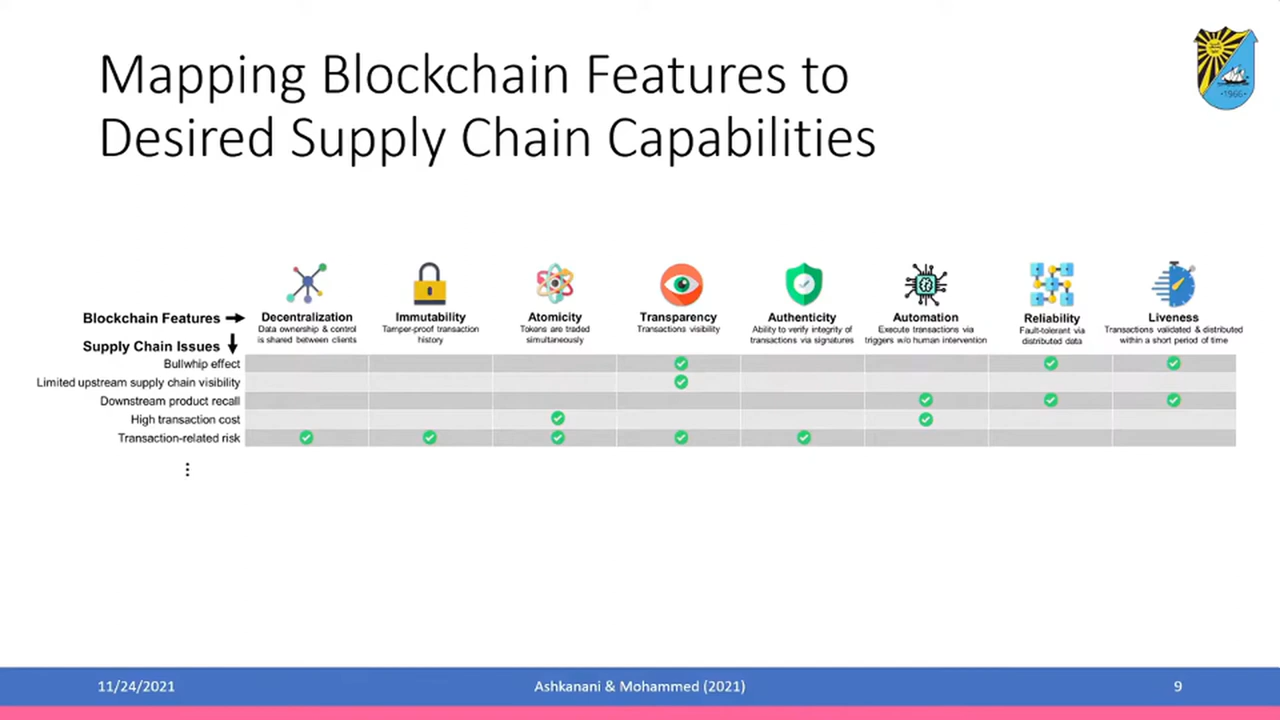 Mapping Blockchain Features to
Desired Supply Chain Capabilities
·1966·
Blockchain Features
Supply Chain Issues
Decentralization
Data ownership & control
is shared between clients
Immutability
Tamper-proof transaction
history
Atomicity
Tokens are traded
simultaneously
Transparency
Transactions visibility
Authenticity
Ability to verify integrity of
transactions via signatures
Automation
Execute transactions via
triggers w/o human intervention
Reliability
Fault-tolerant via
distributed data
Liveness
Transactions validated & distributed
within a short period of time
Bullwhip effect
Limited upstream supply chain visibility
Downstream product recall
High transaction cost
Transaction-related risk
11/24/2021
Ashkanani & Mohammed (2021)
9